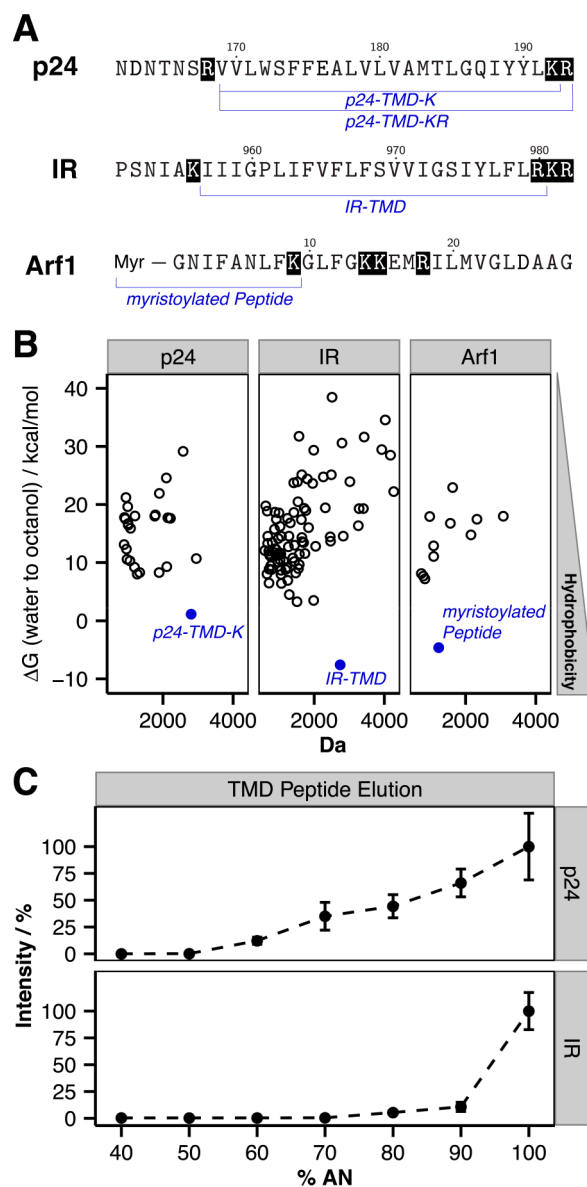 A
170 180 190
p24 NDNTNSRVVLWSFFEALVLVAMTLGQIYYLKR
p24-TMD-K
p24-TMD-KR
960 970 980
IR PSNIAKIIIGPLIFVFLFSVVIGSIYLFLRKR
IR-TMD
10 20
Arf1 Myr — GNIFANLFKGLFGKKEMRILMVGLDAAG
myristoylated Peptide
B
p24 IR Arf1
ΔG (water to octanol) / kcal/mol
40
30
20
10
0
−10
p24-TMD-K
IR-TMD
myristoylated
Peptide
Hydrophobicity
2000 4000 2000 4000 2000 4000
Da
C
TMD Peptide Elution
Intensity / %
100
75
50
25
0
p24
100
75
50
25
0
IR
40 50 60 70 80 90 100
% AN